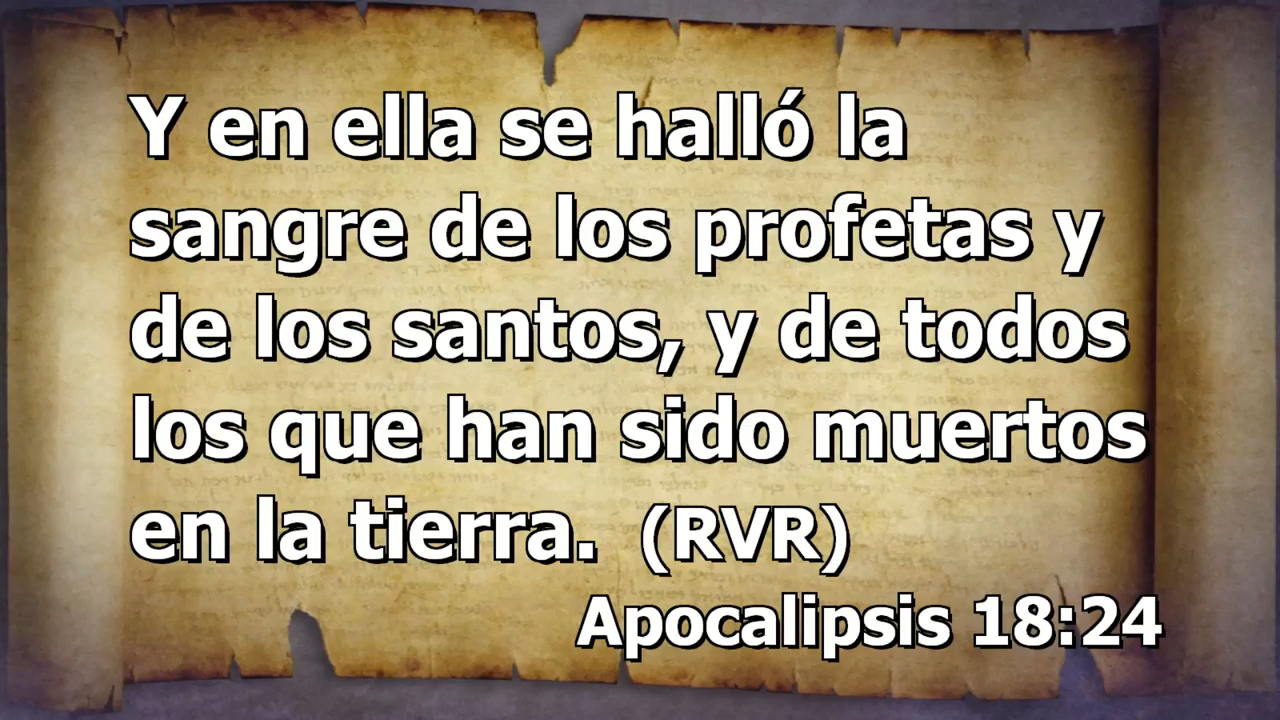 Y en ella se halló la
sangre de los profetas y
de los santos, y de todos
los que han sido muertos
en la tierra. (RVR)
Apocalipsis 18:24